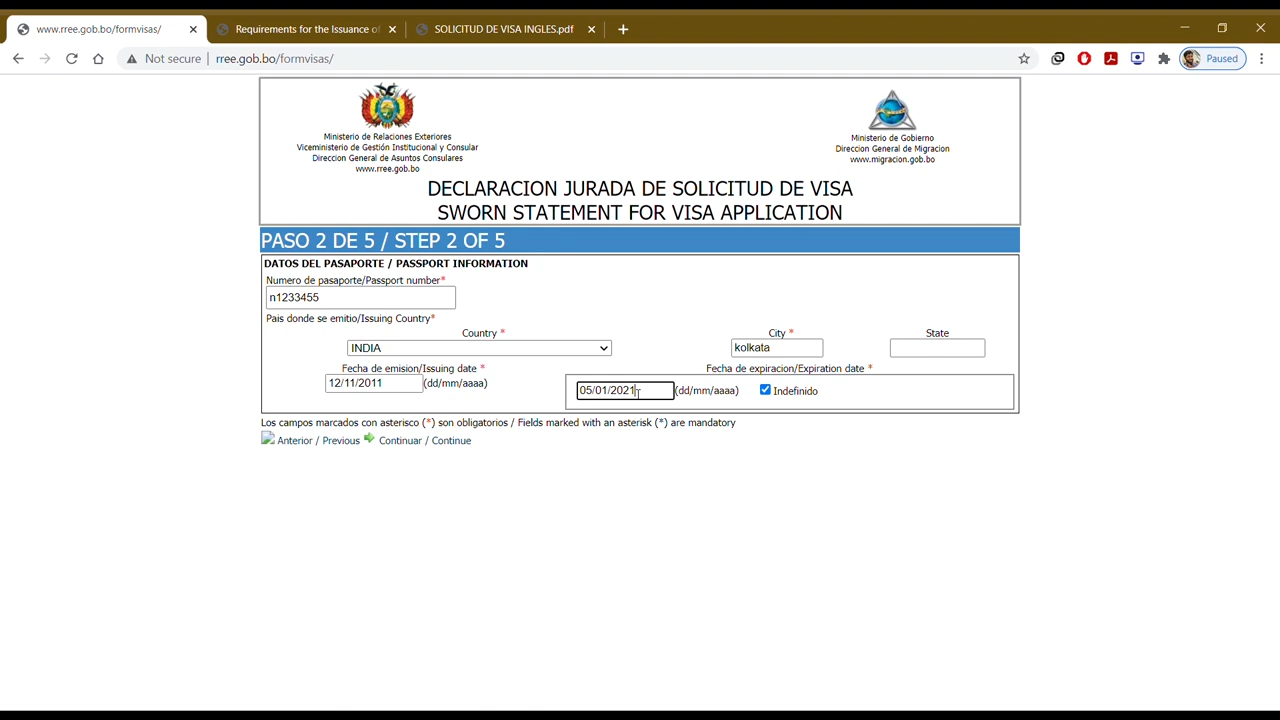 www.rree.gob.bo/formvisas/
Requirements for the Issuance of
SOLICITUD DE VISA INGLES.pdf
Not secure
rree.gob.bo/formvisas/
Paused
Ministerio de Relaciones Exteriores
Viceministerio de Gestión Institucional y Consular
Direccion General de Asuntos Consulares
www.rree.gob.bo
Ministerio de Gobierno
Direccion General de Migracion
www.migracion.gob.bo
DECLARACION JURADA DE SOLICITUD DE VISA
SWORN STATEMENT FOR VISA APPLICATION
PASO 2 DE 5 / STEP 2 OF 5
DATOS DEL PASAPORTE / PASSPORT INFORMATION
Numero de pasaporte/Passport number*
n1233455
Pais donde se emitio/Issuing Country*
Country * City * State
INDIA kolkata
Fecha de emision/Issuing date * Fecha de expiracion/Expiration date *
12/11/2011 (dd/mm/aaaa) 05/01/2021 (dd/mm/aaaa) Indefinido
Los campos marcados con asterisco (*) son obligatorios / Fields marked with an asterisk (*) are mandatory
Anterior / Previous Continuar / Continue